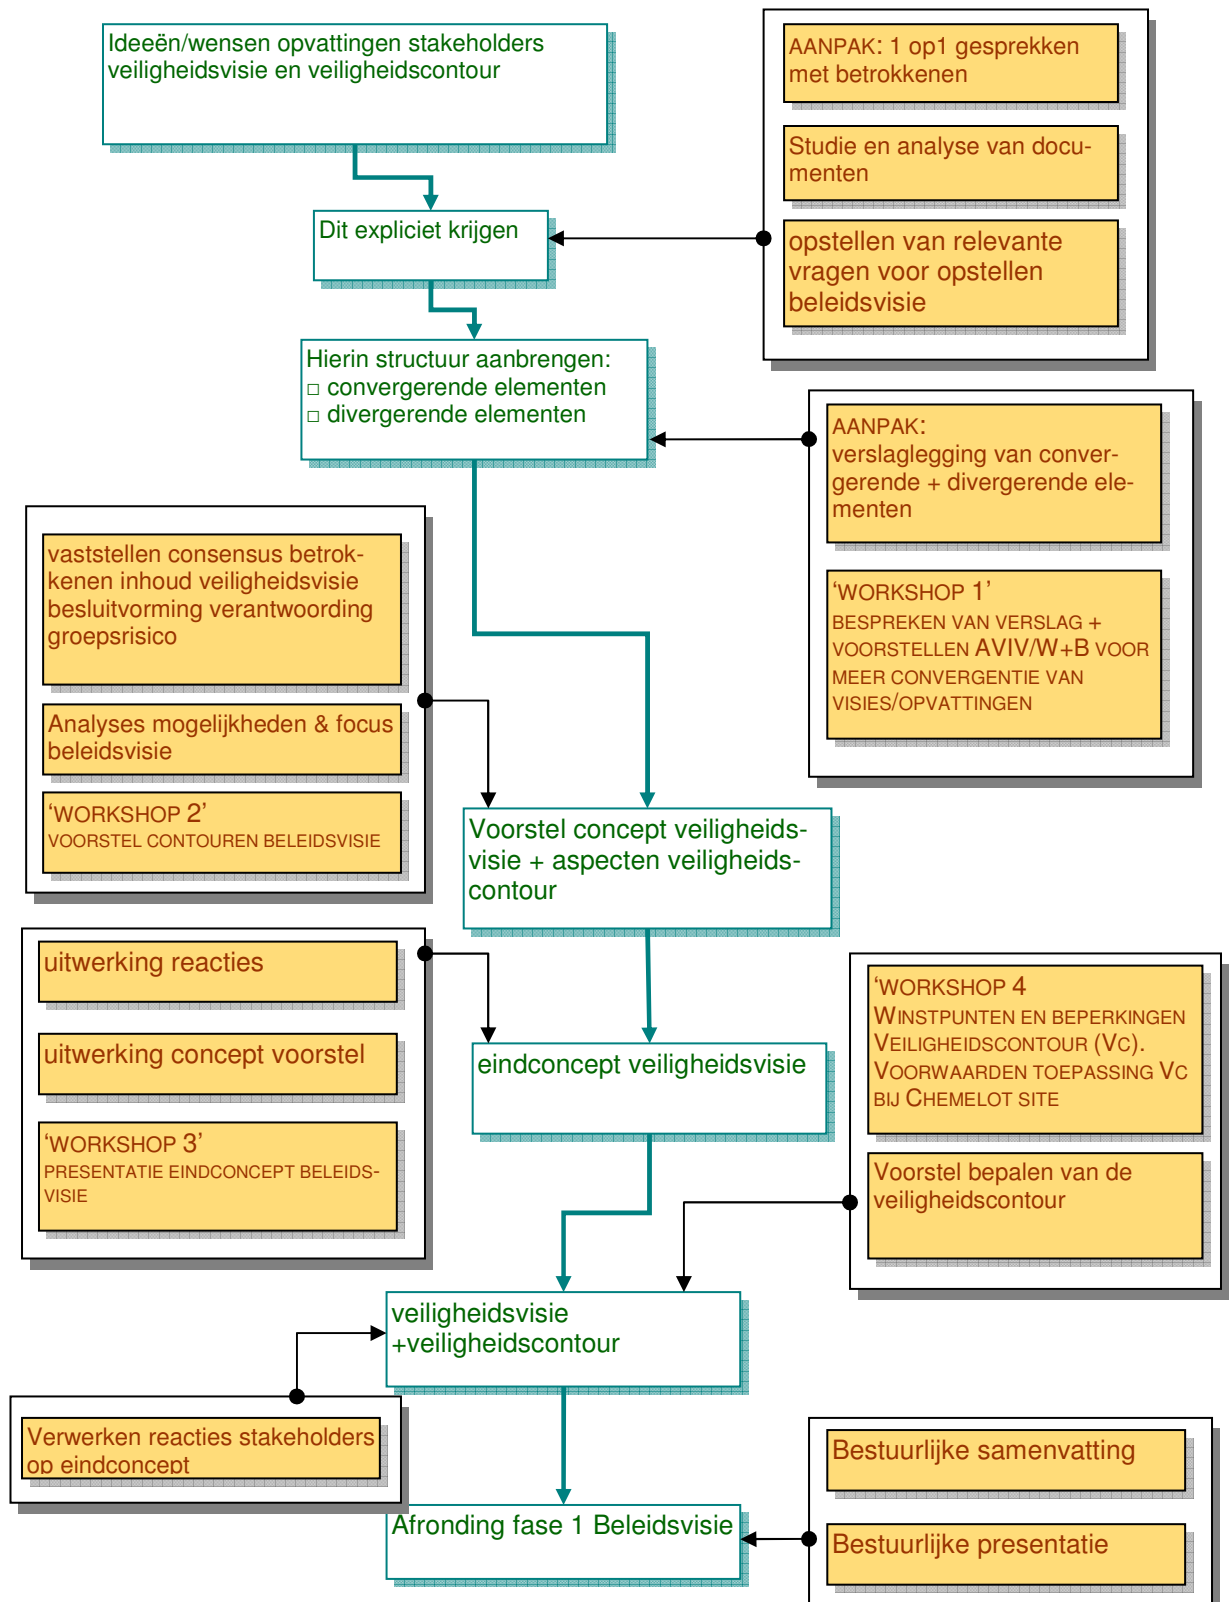 Ideeën/wensen opvattingen stakeholders
veiligheidsvisie en veiligheidscontour
AANPAK: 1 op1 gesprekken
met betrokkenen
Studie en analyse van docu-
menten
opstellen van relevante
vragen voor opstellen
beleidsvisie
Dit expliciet krijgen
Hierin structuur aanbrengen:
□ convergerende elementen
□ divergerende elementen
AANPAK:
verslaglegging van conver-
gerende + divergerende ele-
menten
‘WORKSHOP 1’
BESPREKEN VAN VERSLAG +
VOORSTELLEN AVIV/W+B VOOR
MEER CONVERGENTIE VAN
VISIES/OPVATTINGEN
vaststellen consensus betrok-
kenen inhoud veiligheidsvisie
besluitvorming verantwoording
groepsrisico
Analyses mogelijkheden & focus
beleidsvisie
‘WORKSHOP 2’
VOORSTEL CONTOUREN BELEIDSVISIE
Voorstel concept veiligheids-
visie + aspecten veiligheids-
contour
uitwerking reacties
uitwerking concept voorstel
‘WORKSHOP 3’
PRESENTATIE EINDCONCEPT BELEIDS-
VISIE
eindconcept veiligheidsvisie
‘WORKSHOP 4
WINSTPUNTEN EN BEPERKINGEN
VEILIGHEIDSCONTOUR (VC).
VOORWAARDEN TOEPASSING VC
BIJ CHEMELOT SITE
Voorstel bepalen van de
veiligheidscontour
veiligheidsvisie
+veiligheidscontour
Verwerken reacties stakeholders
op eindconcept
Afronding fase 1 Beleidsvisie
Bestuurlijke samenvatting
Bestuurlijke presentatie